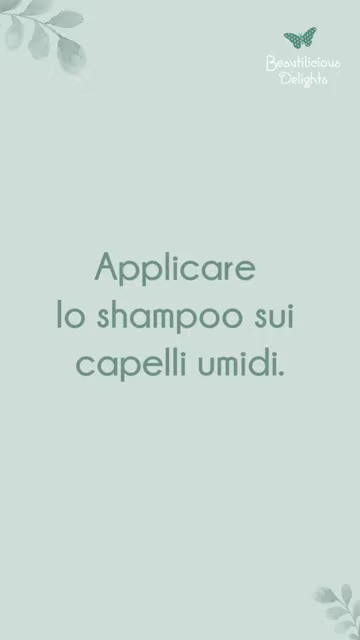 Beautilicious
Delights
Applicare
lo shampoo sui
capelli umidi.